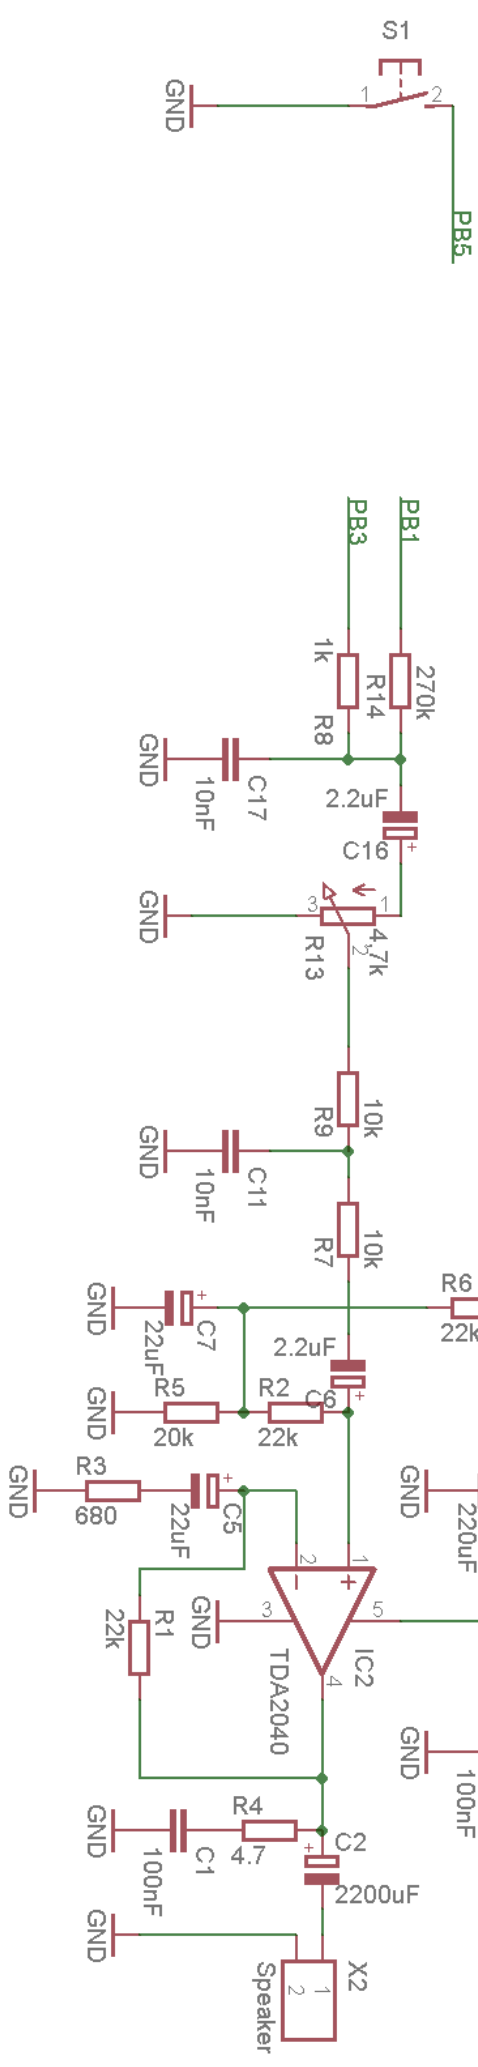 S1
GND
1
2
PB5
PB3
PB1
1k
R8
R14
270k
GND
10nF
C17
2.2uF
C16
+
GND
3
1
R13
2
4,7k
R9
10k
GND
10nF
C11
R7
10k
GND
22uF
+
C7
R6
22k
2.2uF
C6
+
GND
R5
20k
R2
22k
GND
R3
680
22uF
+
C5
GND
220uF
2
1
-
+
R1
22k
GND
3
5
IC2
TDA2040
4
GND
100nF
GND
100nF
C1
R4
4.7
+
C2
2200uF
GND
X2
2
1
Speaker